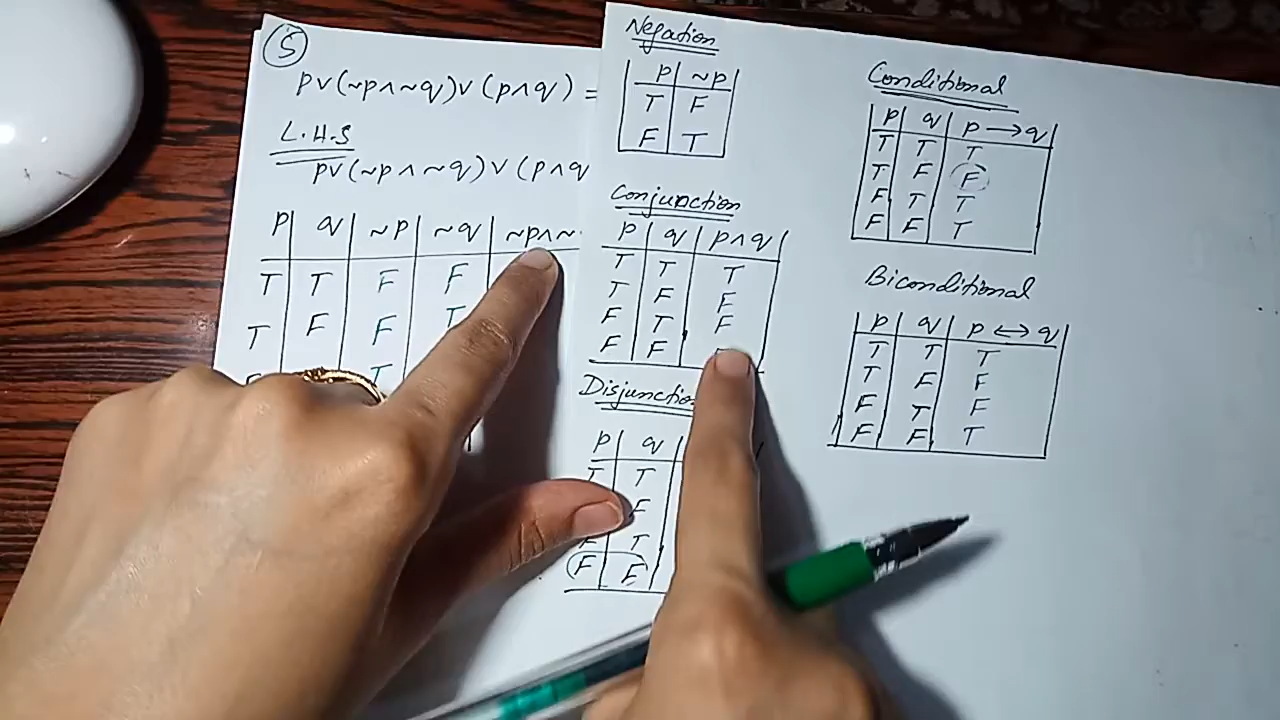 5
p∨(~p∧~q)∨(p∧q) =
L.H.S
p∨(~p∧~q)∨(p∧q
p q ~p ~q ~p∧~
T T F F
T F F T
T
Negation
p ~p
T F
F T
Conjunction
p q p∧q
T T T
T F F
F T F
F F
Disjunction
p q
T T
F
F T
F F
Conditional
p q p → q
T T T
T F F
F T T
F F T
Biconditional
p q p ↔ q
T T T
T F F
F T F
F F T